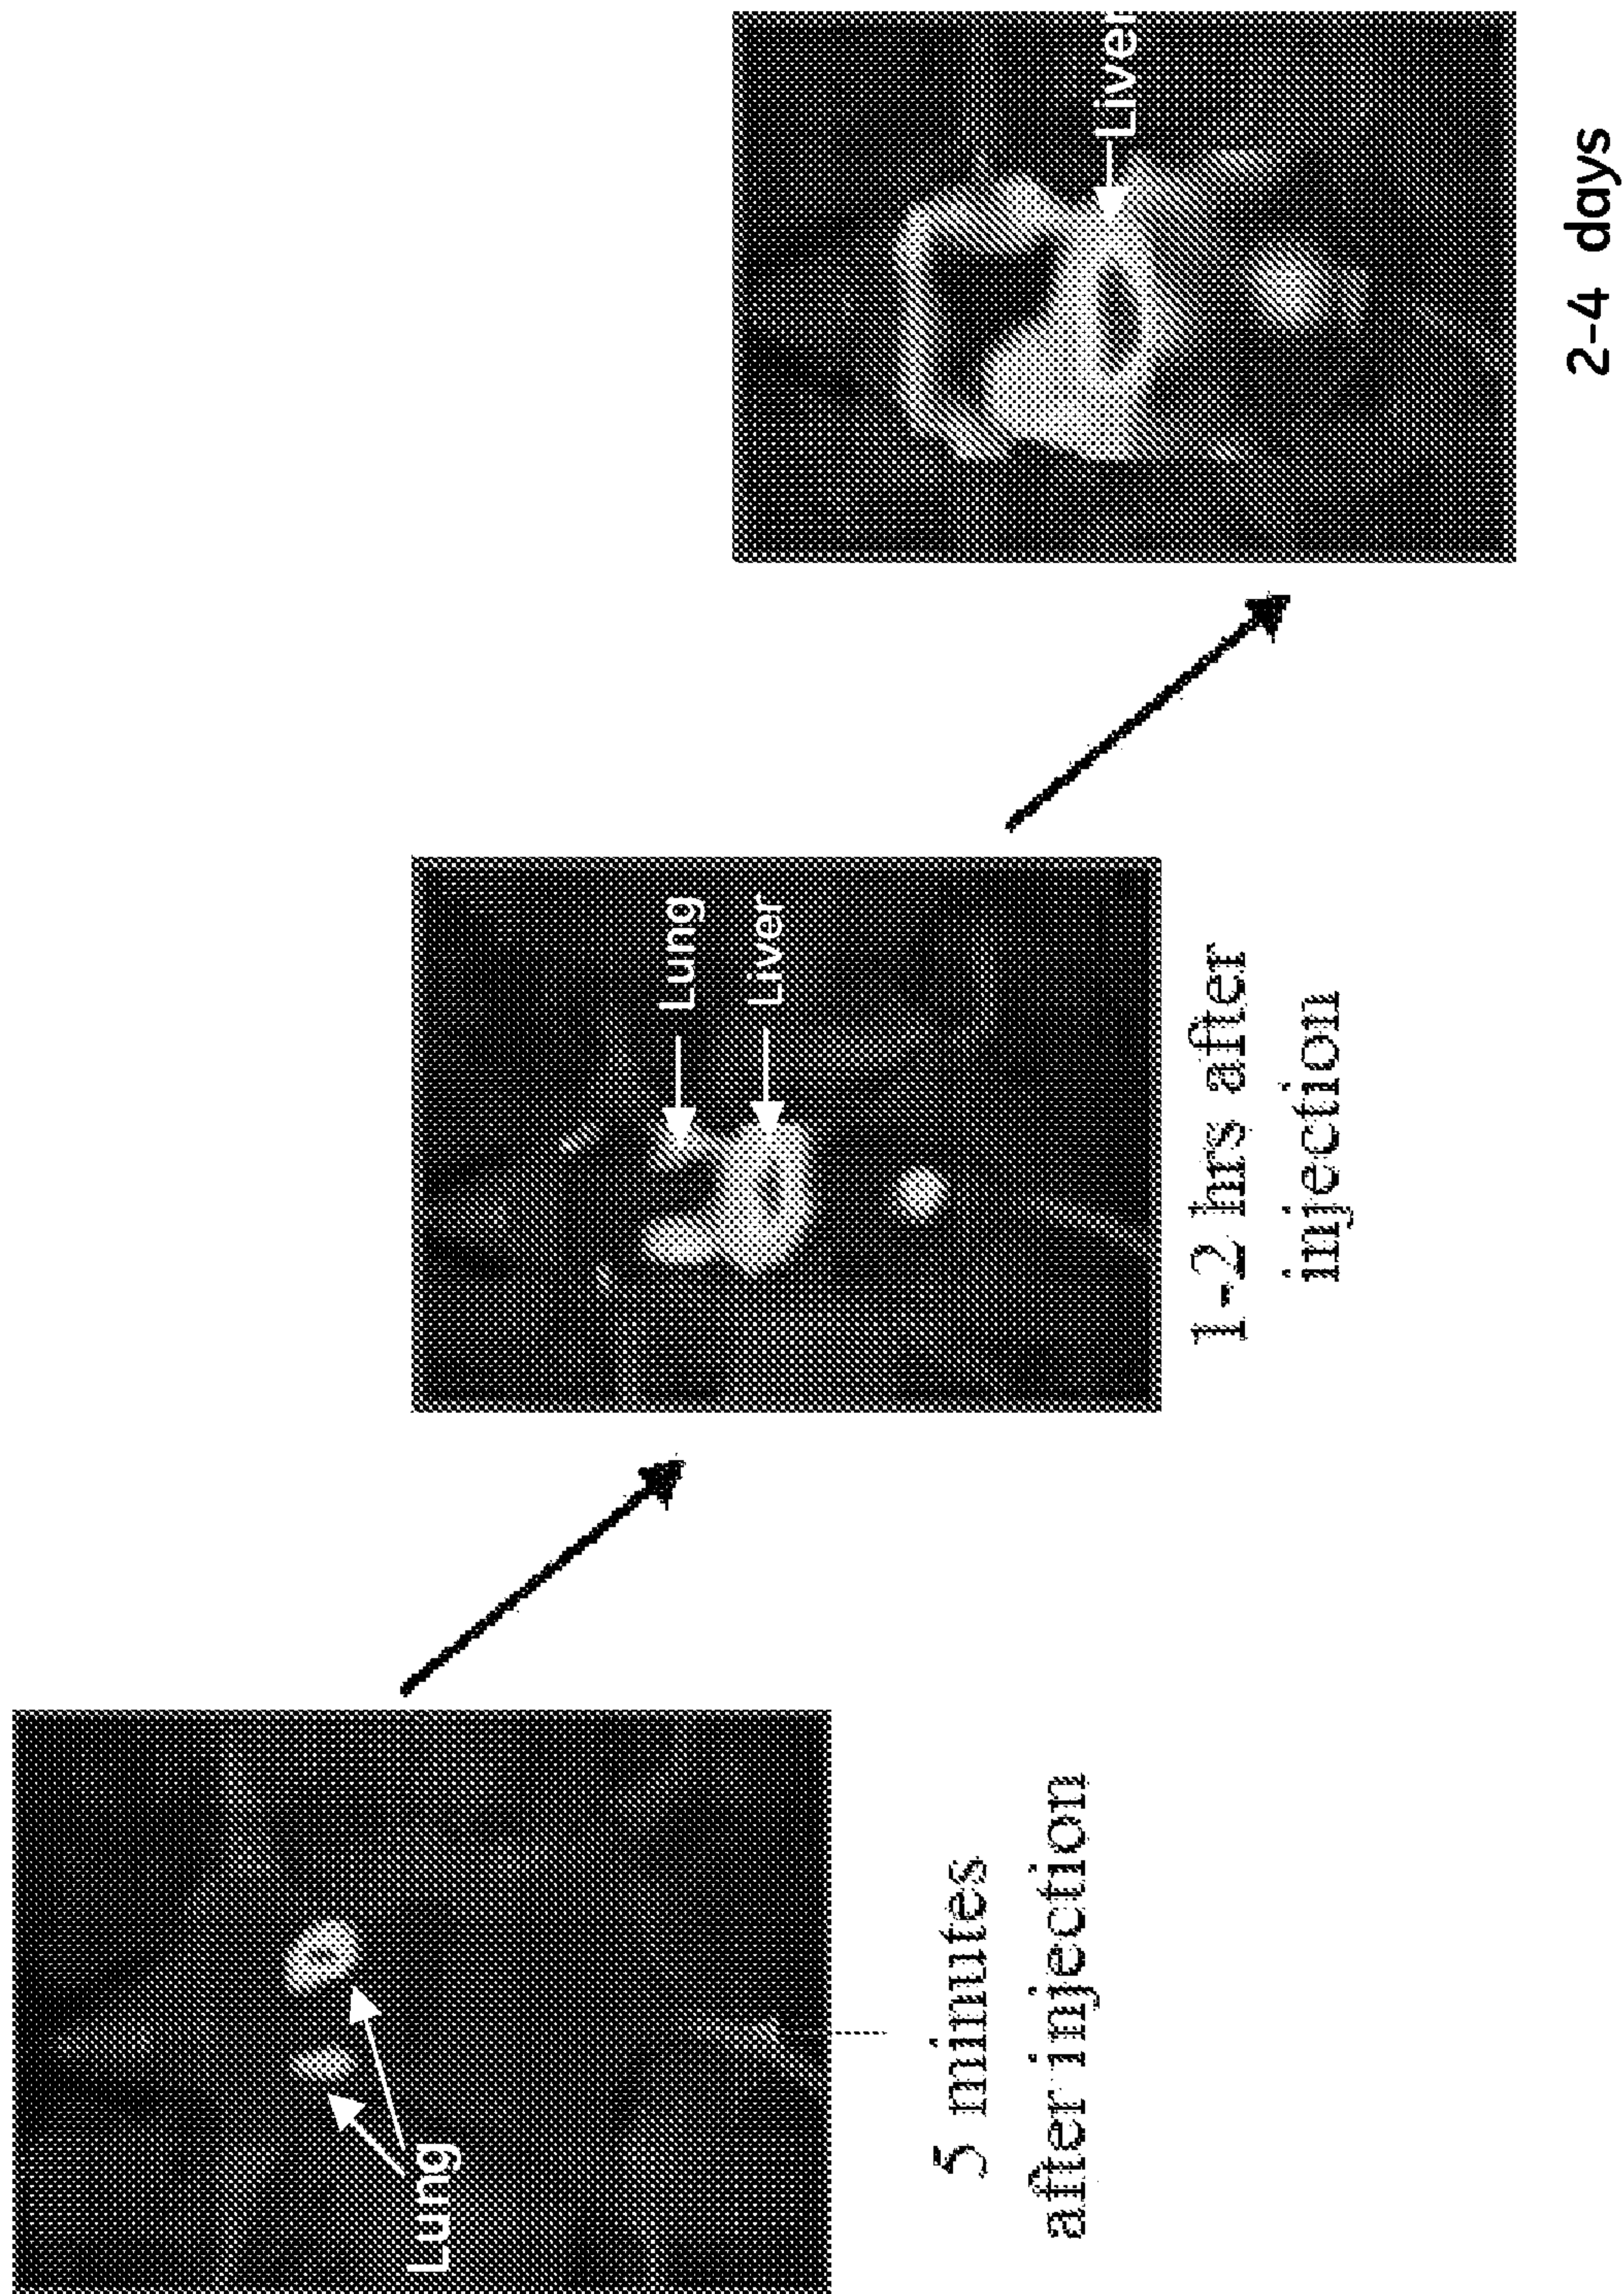 Lung
5 minutes
after injection
Lung
Liver
1-2 hrs after
injection
Liver
2-4 days